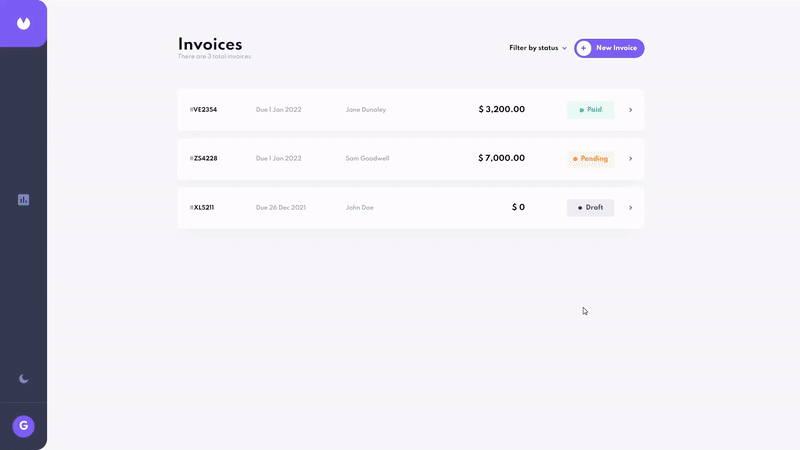 Invoices
There are 3 total invoices
Filter by status
+ New Invoice
#VE2354 Due 1 Jan 2022 Jane Dunaley $ 3,200.00 Paid
#ZS4228 Due 1 Jan 2022 Sam Goodwell $ 7,000.00 Pending
#XL5211 Due 26 Dec 2021 John Doe $ 0 Draft
G